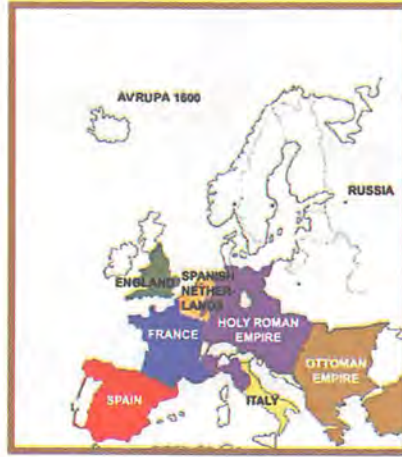 AVRUPA 1600
RUSSIA
ENGLAND
SPANISH
NETHER-
LANDS
FRANCE
HOLY ROMAN
EMPIRE
OTTOMAN
EMPIRE
SPAIN
ITALY